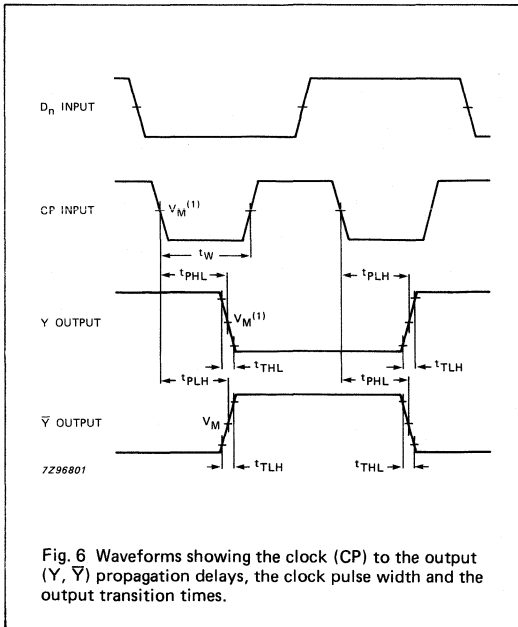 Dn INPUT
CP INPUT
VM(1)
tW
tPHL
tPLH
Y OUTPUT
VM(1)
tTHL
tTLH
tPLH
tPHL
Y̅ OUTPUT
VM
tTLH
tTHL
7Z96801
Fig. 6 Waveforms showing the clock (CP) to the output
(Y, Y̅) propagation delays, the clock pulse width and the
output transition times.